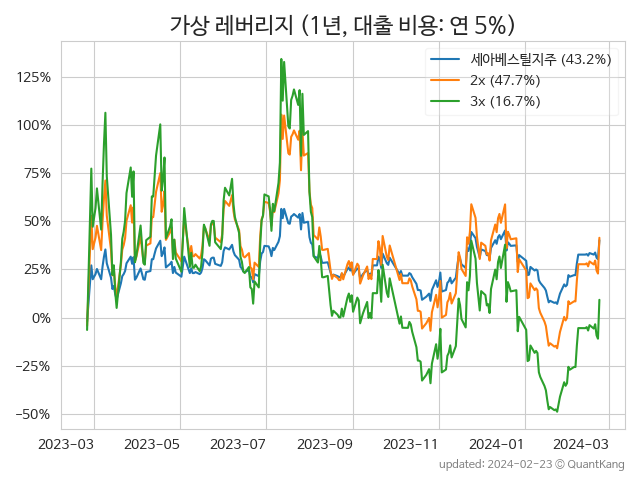 가상 레버리지 (1년, 대출 비용: 연 5%)
세아베스틸지주 (43.2%)
2x (47.7%)
3x (16.7%)
125%
100%
75%
50%
25%
0%
−25%
−50%
2023-03 2023-05 2023-07 2023-09 2023-11 2024-01 2024-03
updated: 2024-02-23 © QuantKang